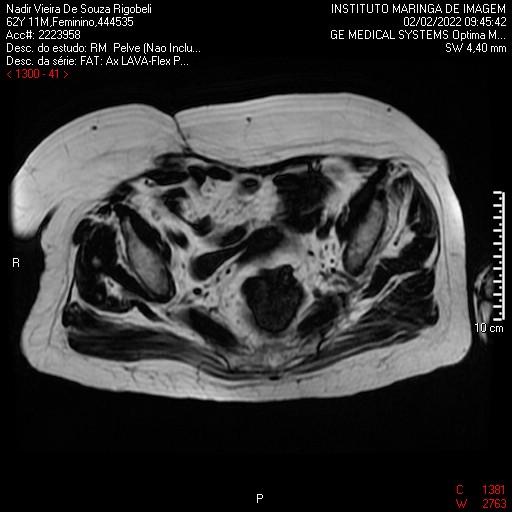 Nadir Vieira De Souza Rigobeli
62Y 11M,Feminino,444535
Acc#: 2223958
Desc. do estudo: RM Pelve (Nao Inclu...
Desc. da série: FAT: Ax LAVA-Flex P...
< 1300 - 41 >
INSTITUTO MARINGA DE IMAGEM
02/02/2022 09:45:42
GE MEDICAL SYSTEMS Optima M...
SW 4,40 mm
R
10 cm
P
C 1381
W 2763